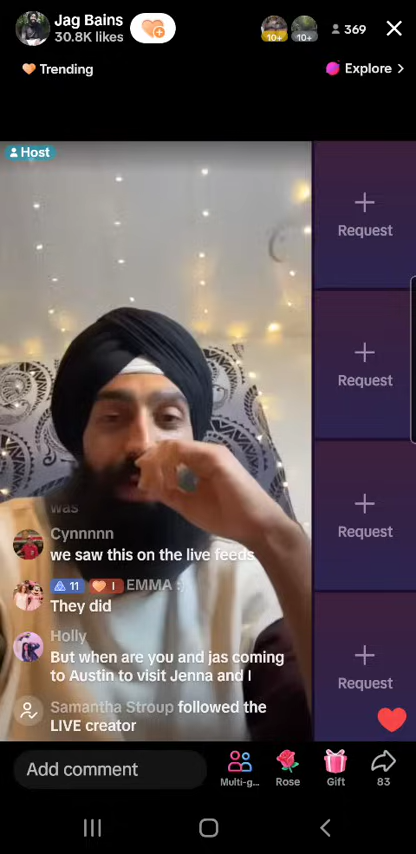 Jag Bains
30.8K likes
10+
10+
369
Trending
Explore >
Host
Request
Request
Request
Request
was
Cynnnnn
we saw this on the live feeds
11 I EMMA :)
They did
Holly
But when are you and jas coming
to Austin to visit Jenna and I
Samantha Stroup followed the
LIVE creator
Add comment
Multi-g...
Rose
Gift
83